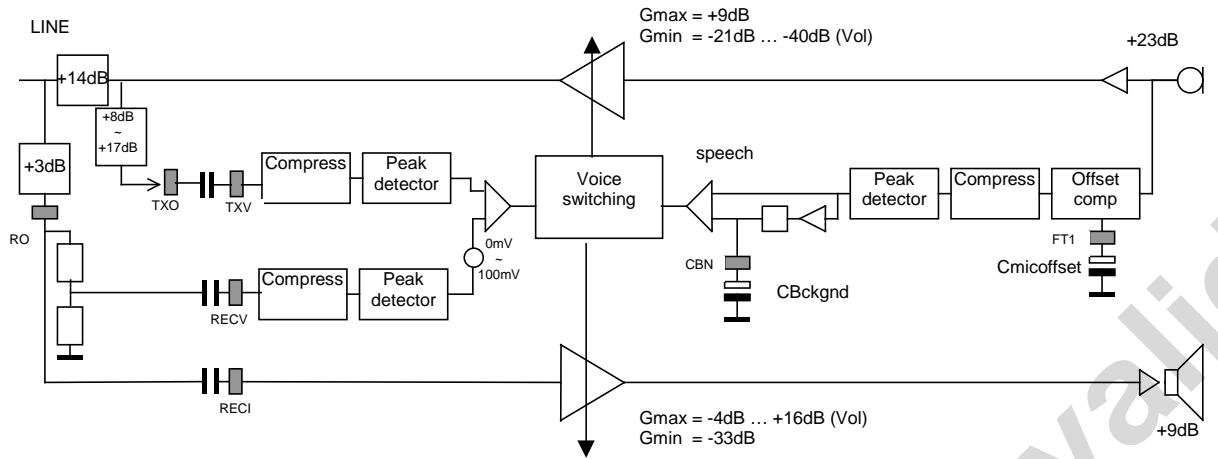 LINE
Gmax = +9dB
Gmin = -21dB … -40dB (Vol)
+23dB
+14dB
+8dB
~
+17dB
+3dB
speech
Compress
Peak
detector
Voice
switching
Peak
detector
Compress
Offset
comp
TXO
TXV
RO
0mV
~
100mV
CBN
FT1
Cmicoffset
CBckgnd
Compress
Peak
detector
RECV
RECI
Gmax = -4dB … +16dB (Vol)
Gmin = -33dB
+9dB